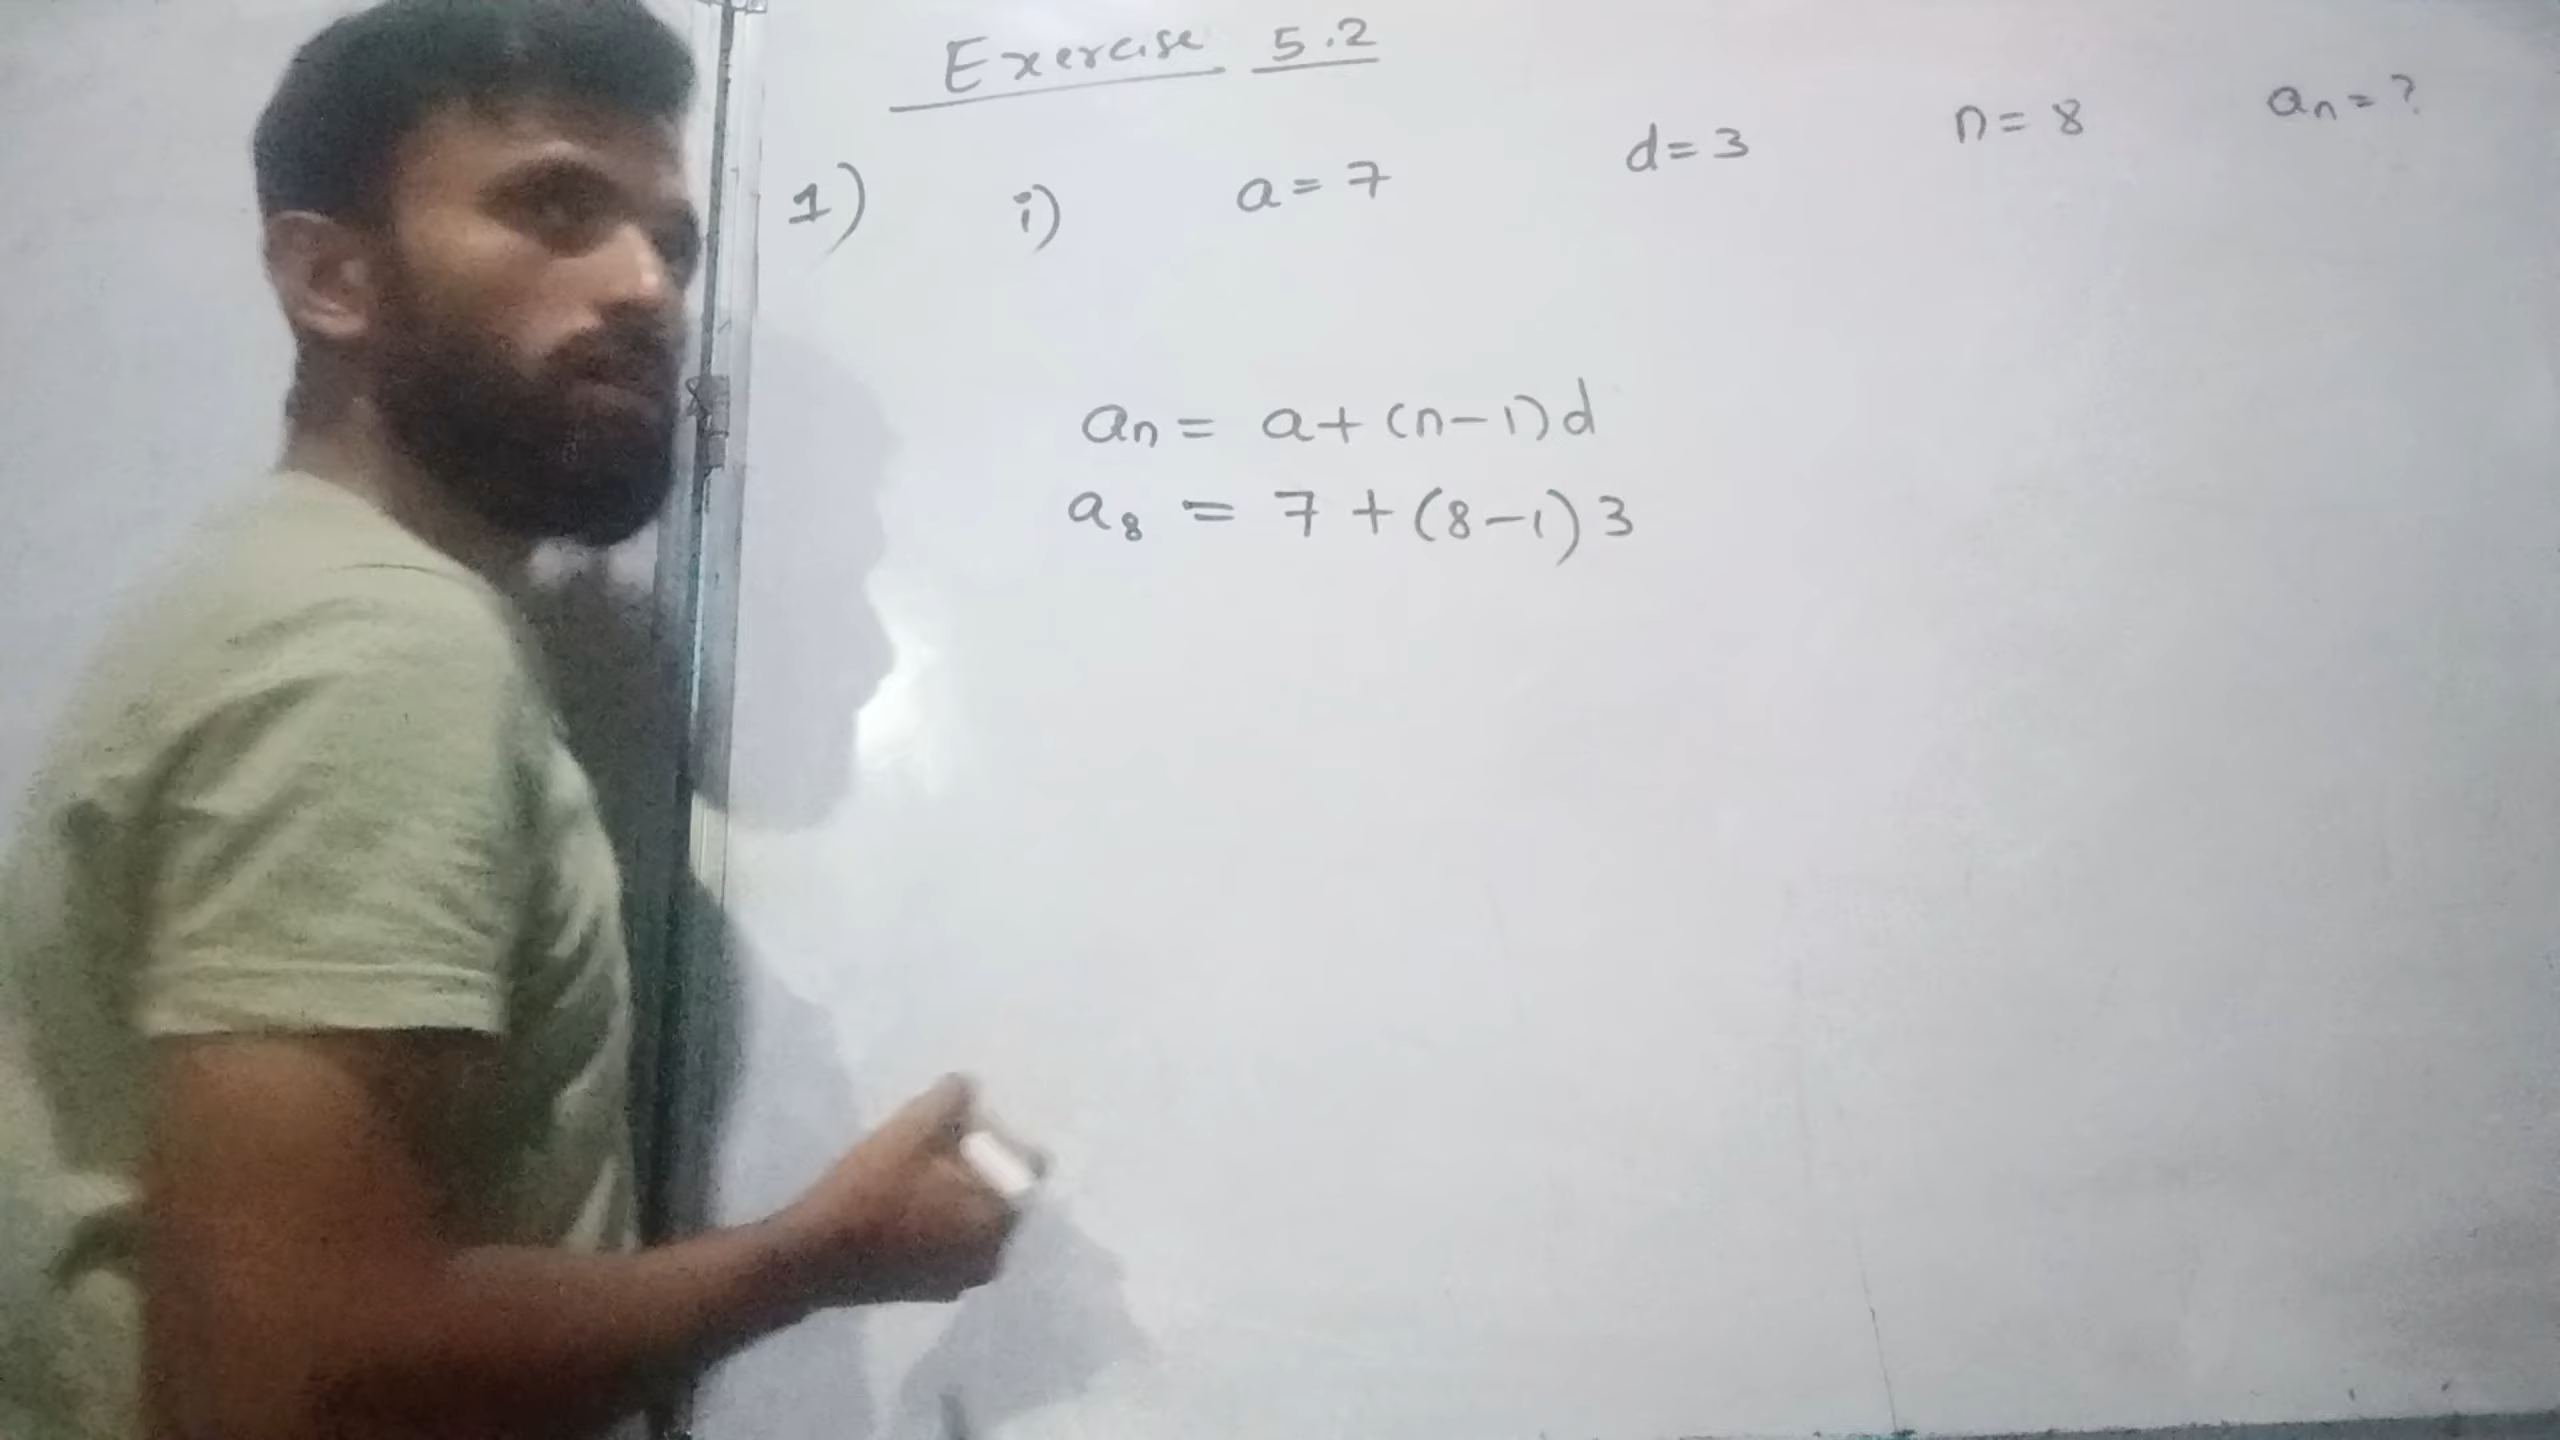 Exercise 5.2
1) i) a = 7 d = 3 n = 8 an = ?
an = a + (n-1)d
a8 = 7 + (8-1) 3